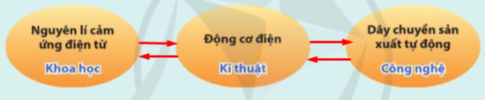 Nguyên lí cảm
ứng điện từ
Khoa học
Động cơ điện
Kĩ thuật
Dây chuyền sản
xuất tự động
Công nghệ